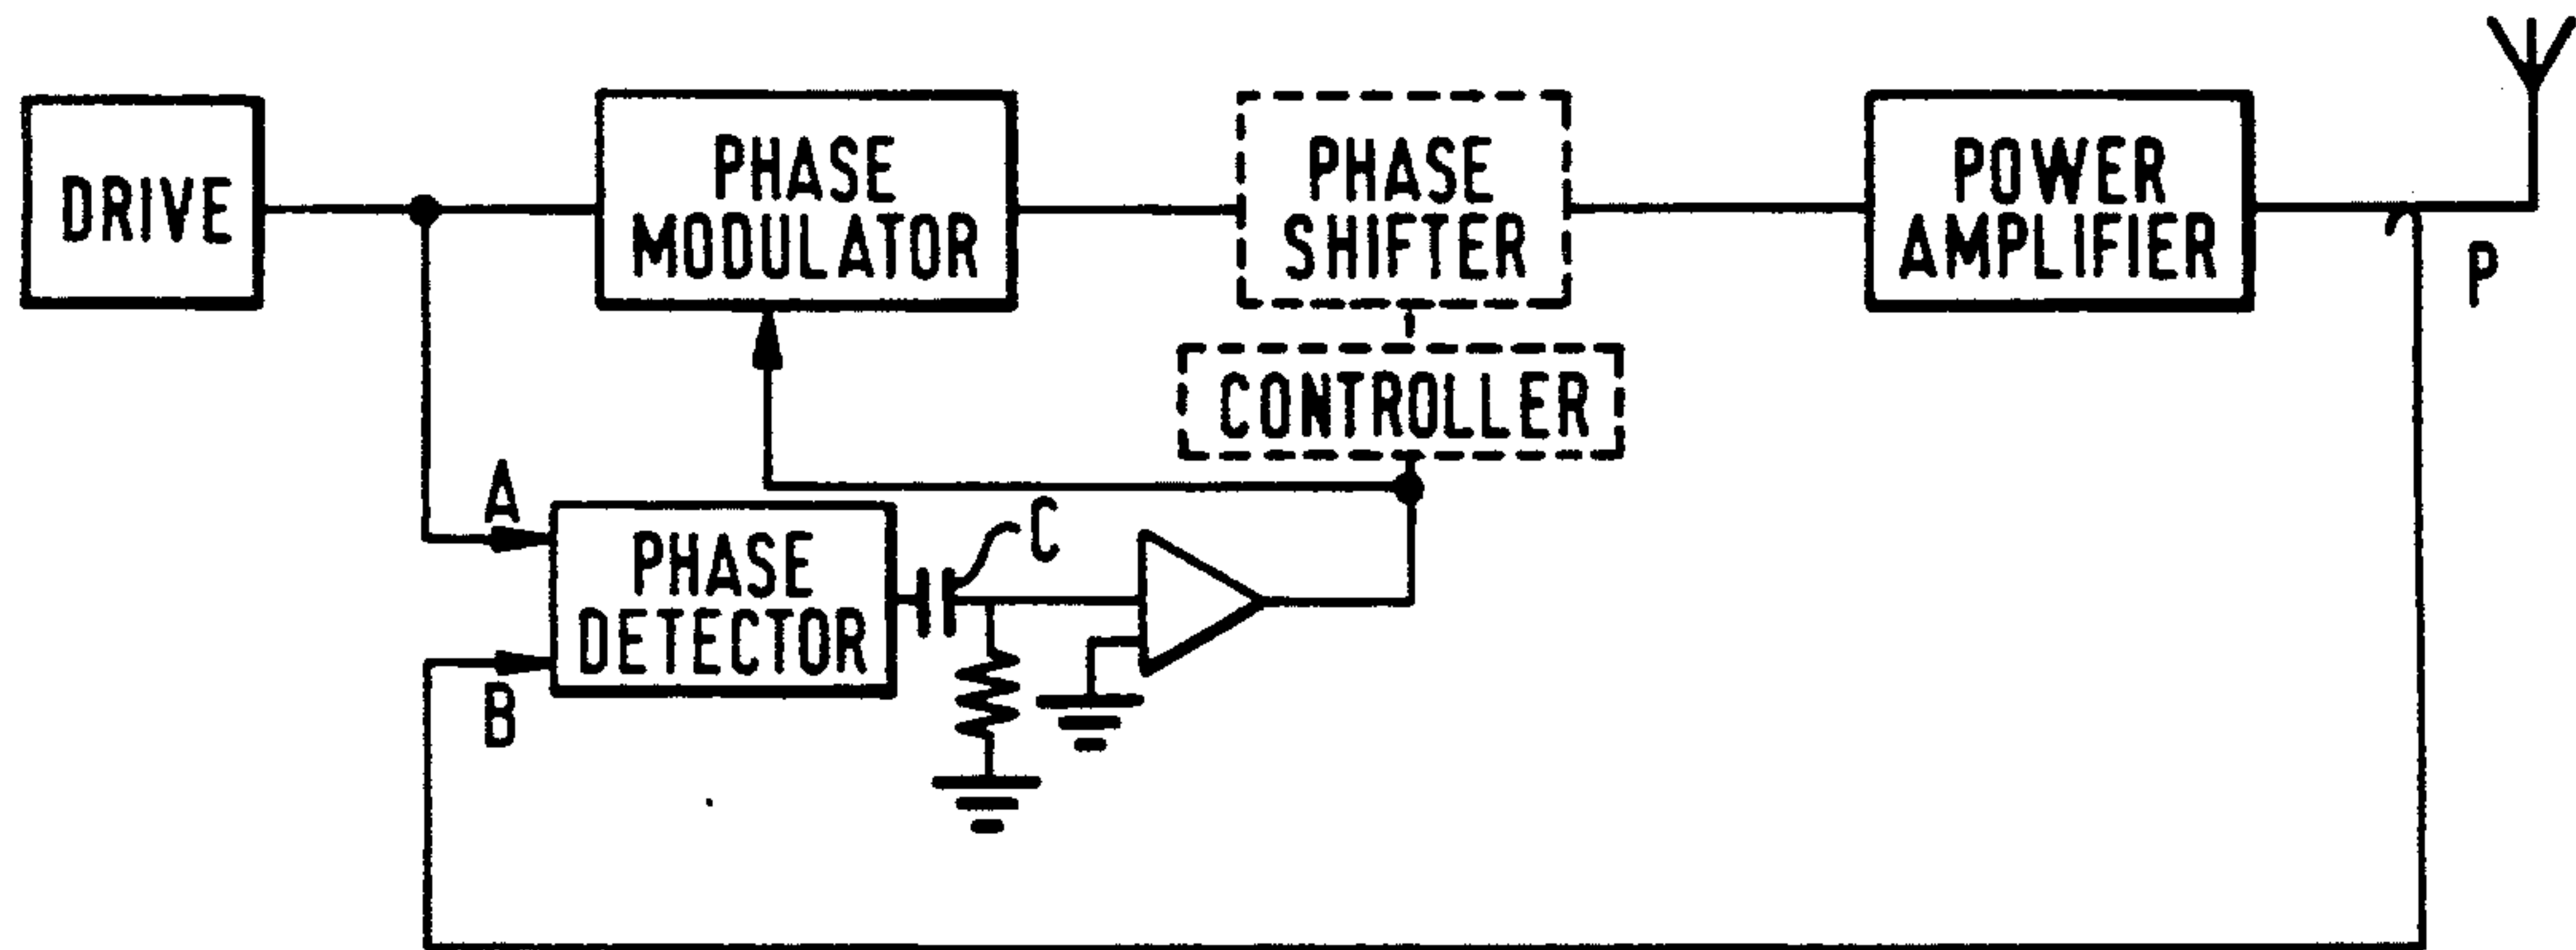 DRIVE
PHASE
MODULATOR
PHASE
SHIFTER
POWER
AMPLIFIER
P
CONTROLLER
A
C
PHASE
DETECTOR
B